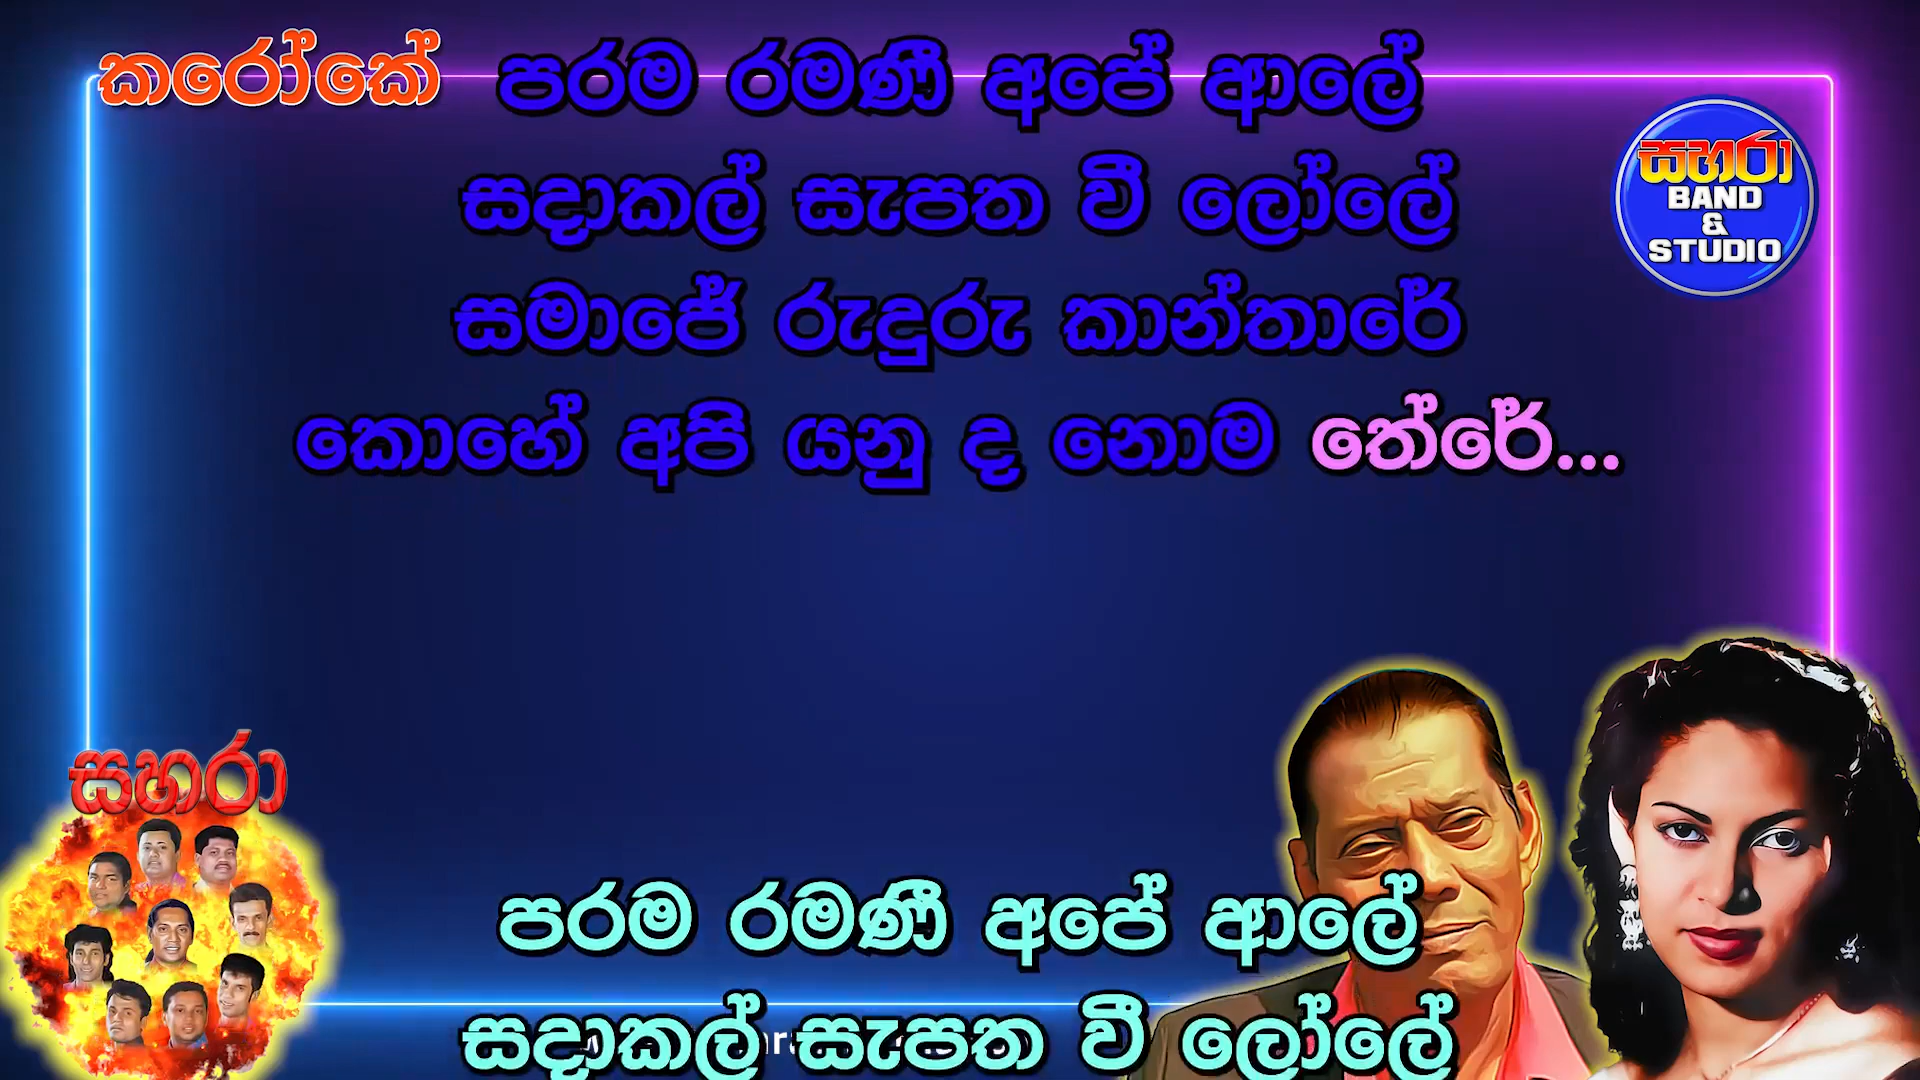 කරෝකේ
පරම රමණී අපේ ආලේ
සදාකල් සැපත වී ලෝලේ
සමාජේ රුදුරු කාන්තාරේ
කොහේ අපි යනු ද නොම තේරේ...
සහරා
BAND
&
STUDIO
සහරා
පරම රමණී අපේ ආලේ
සදාකල් සැපත වී ලෝලේ